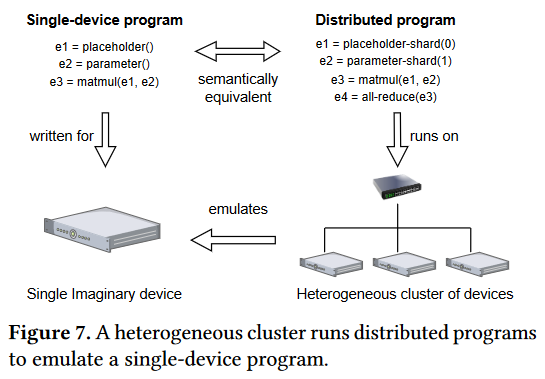 Single-device program
e1 = placeholder()
e2 = parameter()
e3 = matmul(e1, e2)
semantically
equivalent
Distributed program
e1 = placeholder-shard(0)
e2 = parameter-shard(1)
e3 = matmul(e1, e2)
e4 = all-reduce(e3)
written for
runs on
emulates
Single Imaginary device
Heterogeneous cluster of devices
Figure 7. A heterogeneous cluster runs distributed programs
to emulate a single-device program.